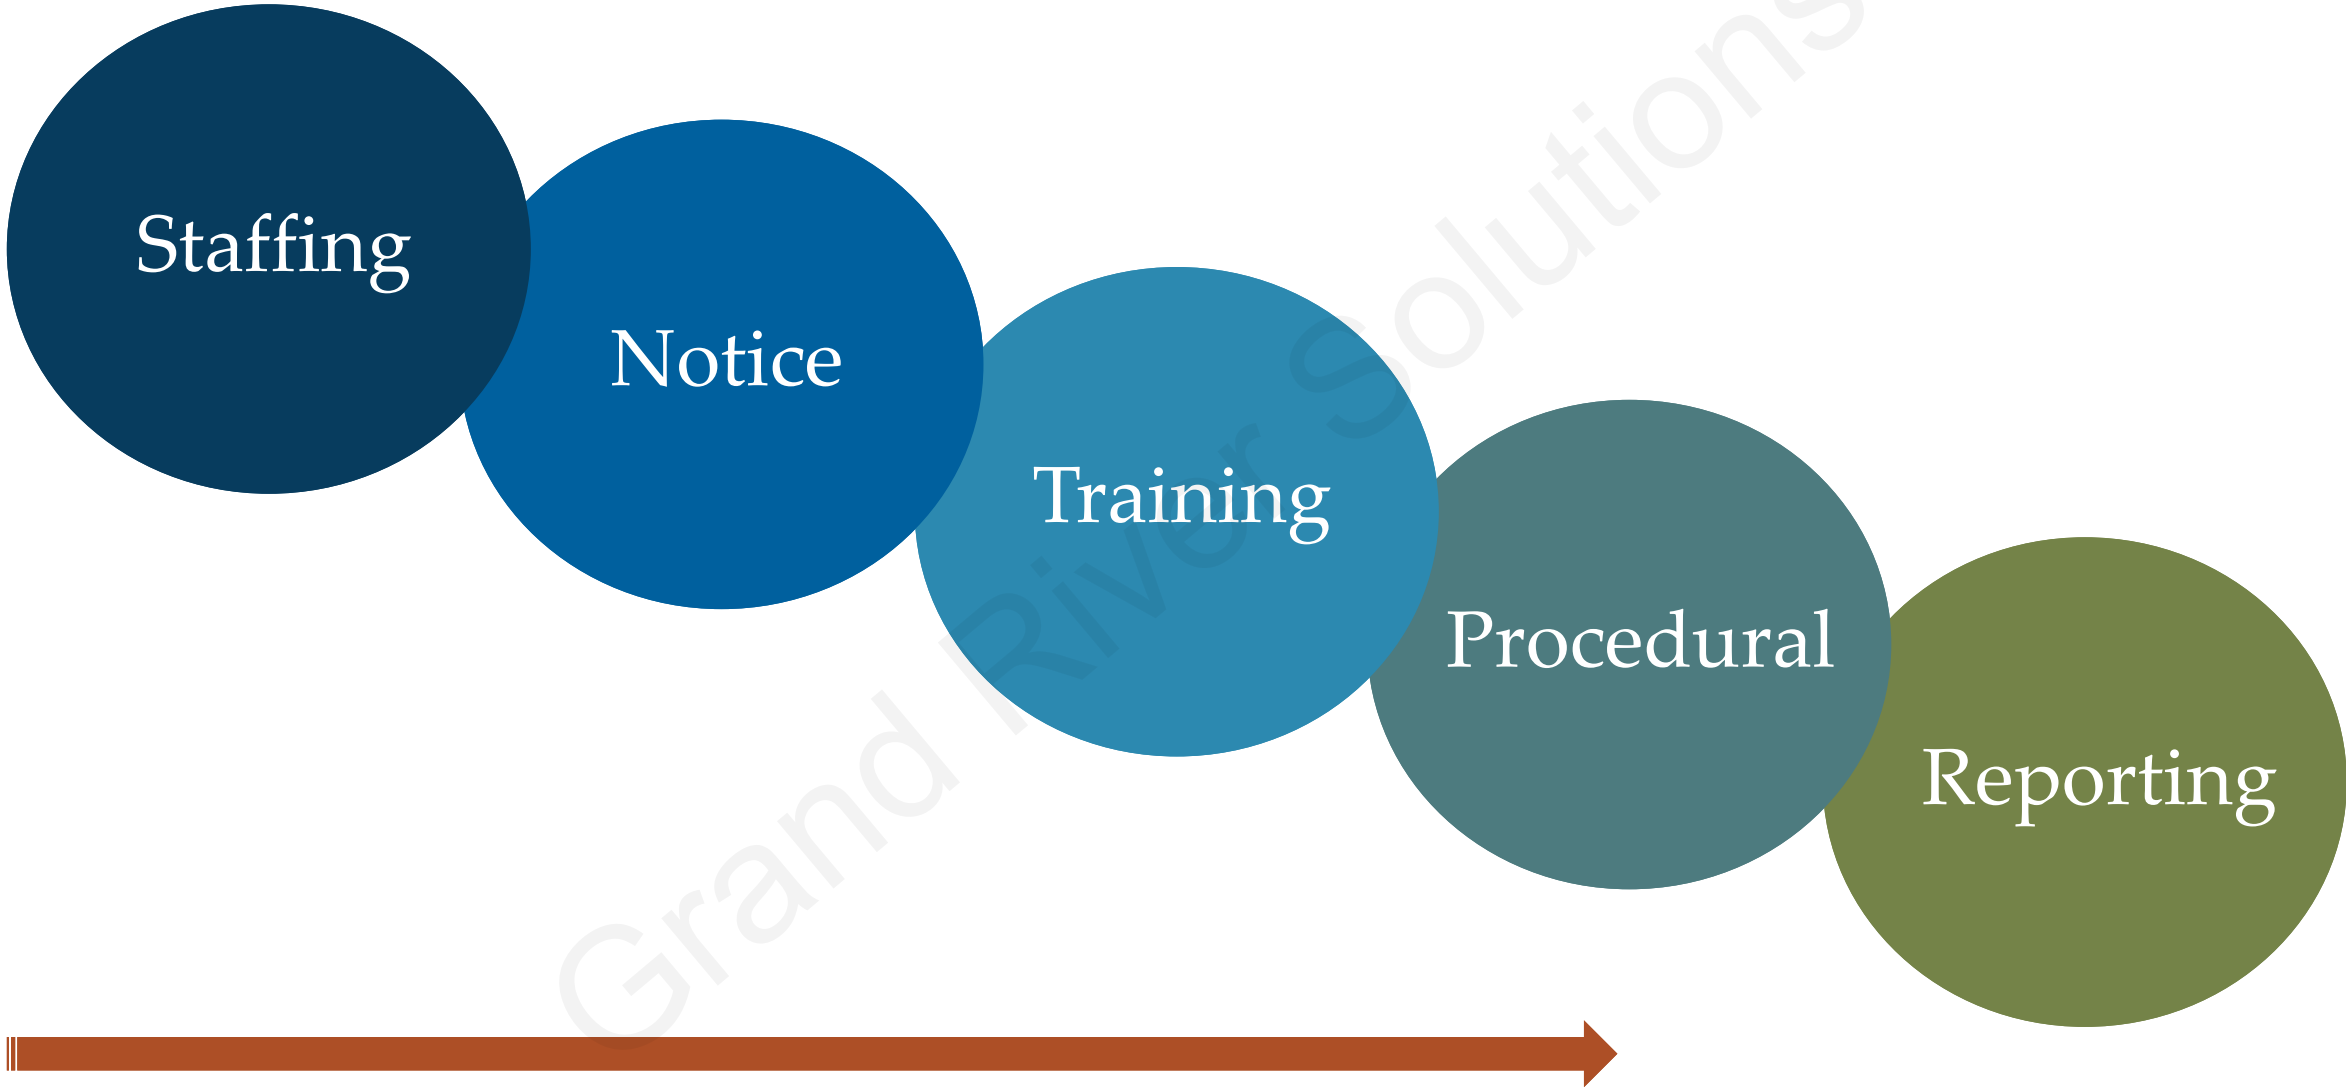 Staffing
Notice
Training
Procedural
Reporting
Grand River Solutions